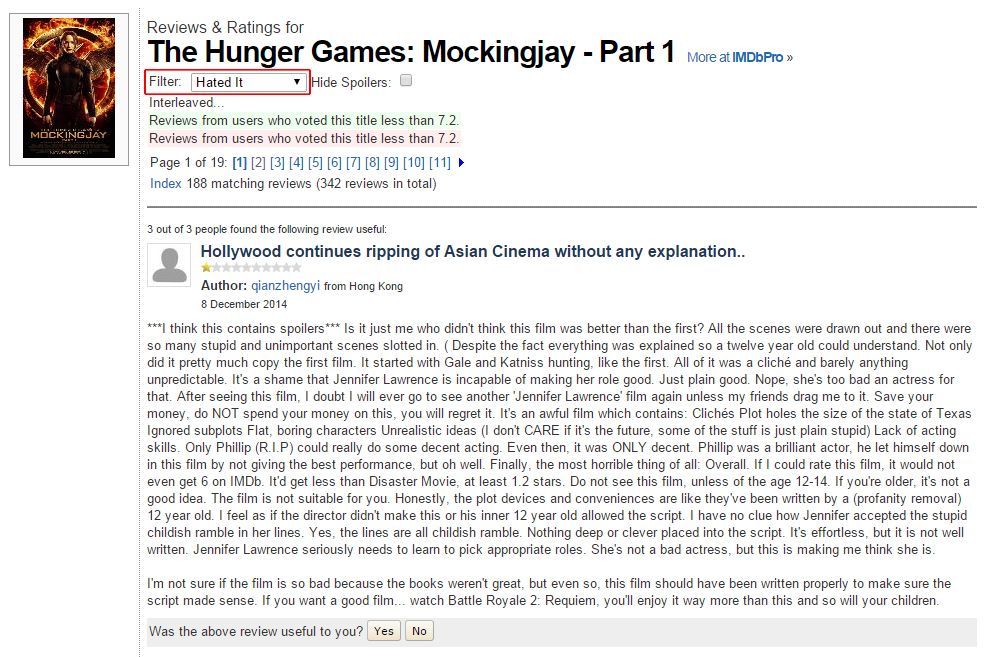 Reviews & Ratings for
The Hunger Games: Mockingjay - Part 1 More at IMDbPro »
Filter: Hated It Hide Spoilers:
Interleaved...
Reviews from users who voted this title less than 7.2.
Reviews from users who voted this title less than 7.2.
Page 1 of 19: [1] [2] [3] [4] [5] [6] [7] [8] [9] [10] [11]
Index 188 matching reviews (342 reviews in total)
MOCKINGJAY
3 out of 3 people found the following review useful:
Hollywood continues ripping of Asian Cinema without any explanation..
Author: qianzhengyi from Hong Kong
8 December 2014
***I think this contains spoilers*** Is it just me who didn't think this film was better than the first? All the scenes were drawn out and there were
so many stupid and unimportant scenes slotted in. ( Despite the fact everything was explained so a twelve year old could understand. Not only
did it pretty much copy the first film. It started with Gale and Katniss hunting, like the first. All of it was a cliché and barely anything
unpredictable. It's a shame that Jennifer Lawrence is incapable of making her role good. Just plain good. Nope, she's too bad an actress for
that. After seeing this film, I doubt I will ever go to see another 'Jennifer Lawrence' film again unless my friends drag me to it. Save your
money, do NOT spend your money on this, you will regret it. It's an awful film which contains: Clichés Plot holes the size of the state of Texas
Ignored subplots Flat, boring characters Unrealistic ideas (I don't CARE if it's the future, some of the stuff is just plain stupid) Lack of acting
skills. Only Phillip (R.I.P) could really do some decent acting. Even then, it was ONLY decent. Phillip was a brilliant actor, he let himself down
in this film by not giving the best performance, but oh well. Finally, the most horrible thing of all: Overall. If I could rate this film, it would not
even get 6 on IMDb. It'd get less than Disaster Movie, at least 1.2 stars. Do not see this film, unless of the age 12-14. If you're older, it's not a
good idea. The film is not suitable for you. Honestly, the plot devices and conveniences are like they've been written by a (profanity removal)
12 year old. I feel as if the director didn't make this or his inner 12 year old allowed the script. I have no clue how Jennifer accepted the stupid
childish ramble in her lines. Yes, the lines are all childish ramble. Nothing deep or clever placed into the script. It's effortless, but it is not well
written. Jennifer Lawrence seriously needs to learn to pick appropriate roles. She's not a bad actress, but this is making me think she is.
I'm not sure if the film is so bad because the books weren't great, but even so, this film should have been written properly to make sure the
script made sense. If you want a good film... watch Battle Royale 2: Requiem, you'll enjoy it way more than this and so will your children.
Was the above review useful to you? Yes No